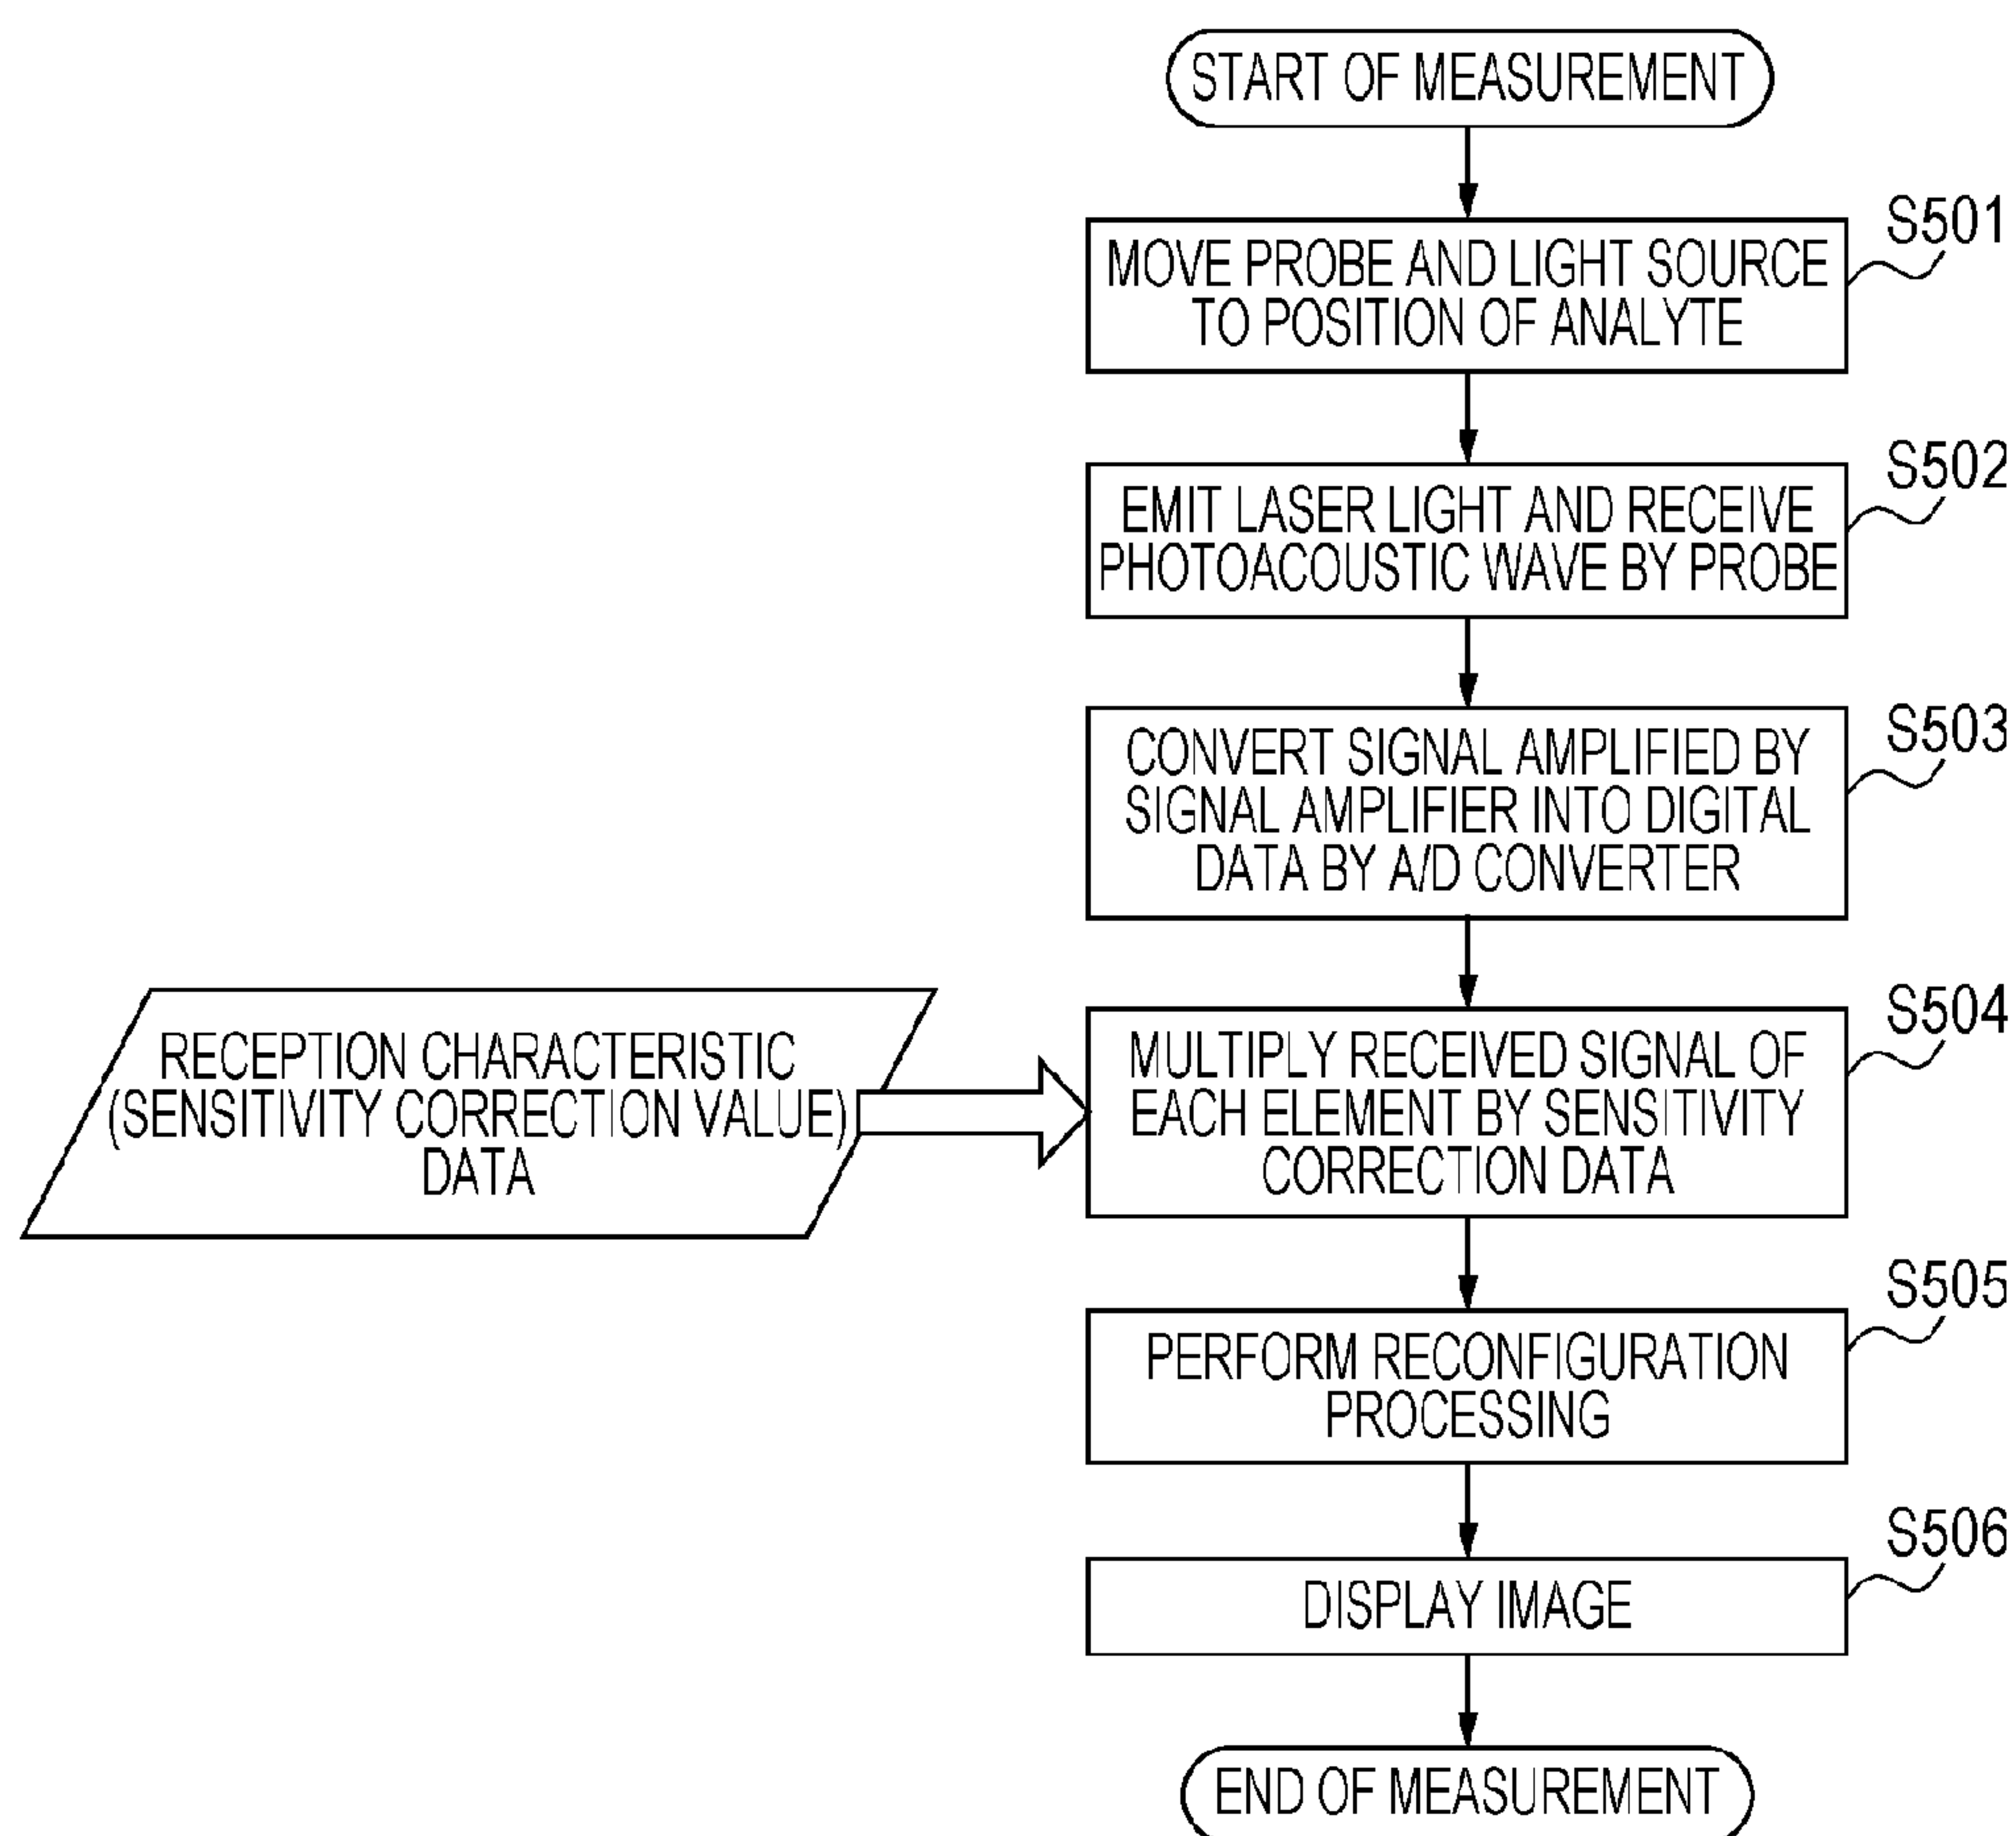 START OF MEASUREMENT
S501
MOVE PROBE AND LIGHT SOURCE
TO POSITION OF ANALYTE
S502
EMIT LASER LIGHT AND RECEIVE
PHOTOACOUSTIC WAVE BY PROBE
S503
CONVERT SIGNAL AMPLIFIED BY
SIGNAL AMPLIFIER INTO DIGITAL
DATA BY A/D CONVERTER
RECEPTION CHARACTERISTIC
(SENSITIVITY CORRECTION VALUE)
DATA
S504
MULTIPLY RECEIVED SIGNAL OF
EACH ELEMENT BY SENSITIVITY
CORRECTION DATA
S505
PERFORM RECONFIGURATION
PROCESSING
S506
DISPLAY IMAGE
END OF MEASUREMENT